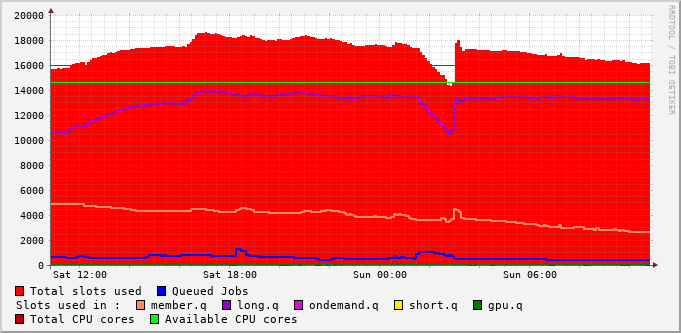 20000
18000
16000
14000
12000
10000
8000
6000
4000
2000
0
Sat 12:00 Sat 18:00 Sun 00:00 Sun 06:00
RRDTOOL / TOBI OETIKER
Total slots used Queued Jobs
Slots used in : member.q long.q ondemand.q short.q gpu.q
Total CPU cores Available CPU cores